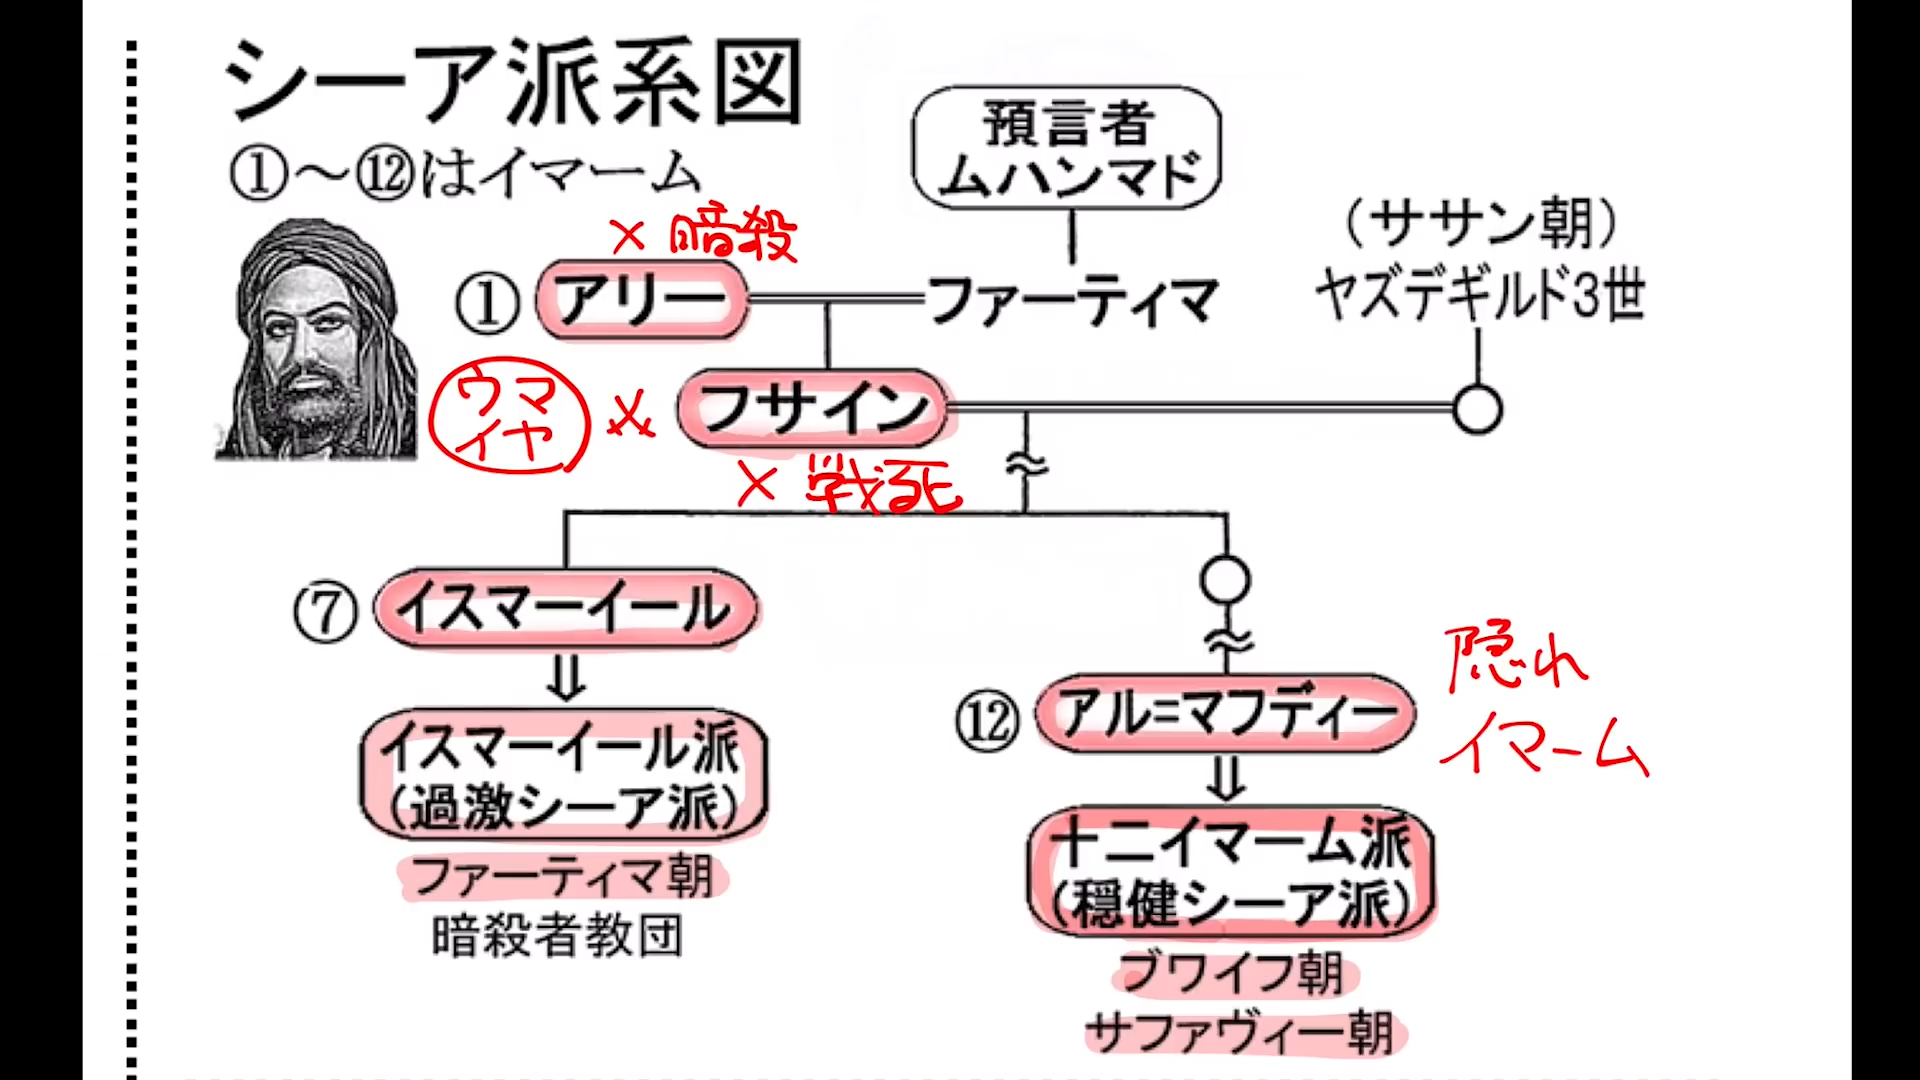 シーア派系図
①～⑫はイマーム
預言者
ムハンマド
(ササン朝)
ヤズデギルド3世
× 暗殺
① アリー
ファーティマ
ウマ
イヤ
×
フサイン
× 戦死
⑦ イスマーイール
⇓
イスマーイール派
(過激シーア派)
ファーティマ朝
暗殺者教団
隠れ
イマーム
⑫ アル=マフディー
⇓
十二イマーム派
(穏健シーア派)
ブワイフ朝
サファヴィー朝